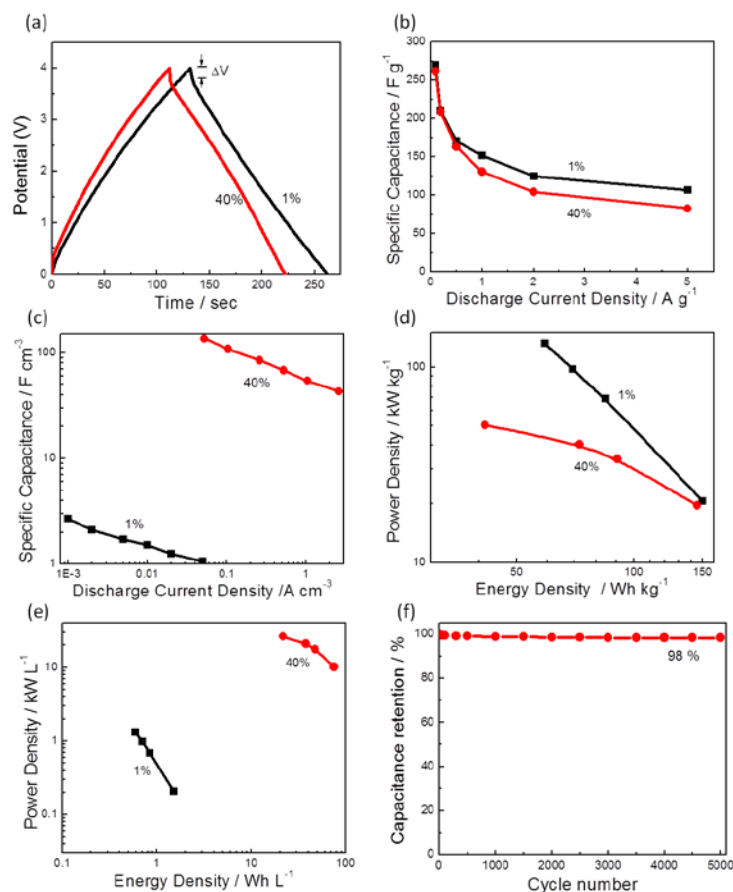 (a)
4
3
2
1
0
Potential (V)
ΔV
40%
1%
0 50 100 150 200 250
Time / sec
(b)
300
250
200
150
100
50
0
Specific Capacitance / F g⁻¹
1%
40%
0 1 2 3 4 5
Discharge Current Density / A g⁻¹
(c)
100
10
1
Specific Capacitance / F cm⁻³
40%
1%
1E-3 0.01 0.1 1
Discharge Current Density /A cm⁻³
(d)
100
10
Power Density / kW kg⁻¹
1%
40%
50 100 150
Energy Density / Wh kg⁻¹
(e)
10
1
0.1
Power Density / kW L⁻¹
40%
1%
0.1 1 10 100
Energy Density / Wh L⁻¹
(f)
100
80
60
40
20
0
Capacitance retention / %
98 %
0 1000 2000 3000 4000 5000
Cycle number